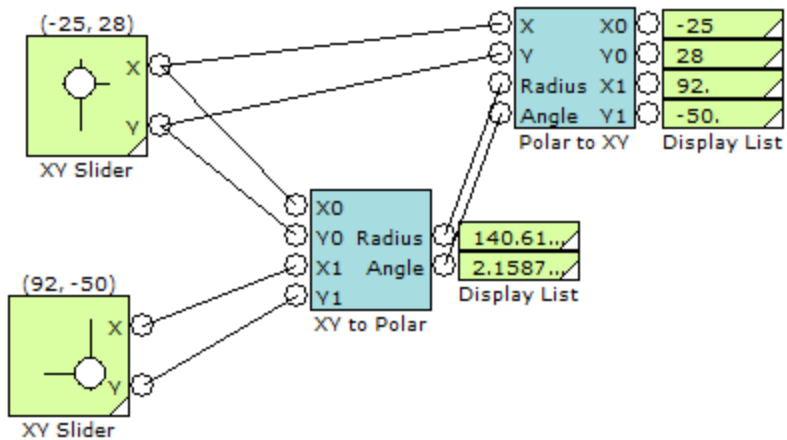 (-25, 28)
X
Y
XY Slider
X X0
Y Y0
Radius X1
Angle Y1
Polar to XY
-25
28
92.
-50.
Display List
X0
Y0 Radius
X1 Angle
Y1
XY to Polar
140.61...
2.1587...
Display List
(92, -50)
X
Y
XY Slider